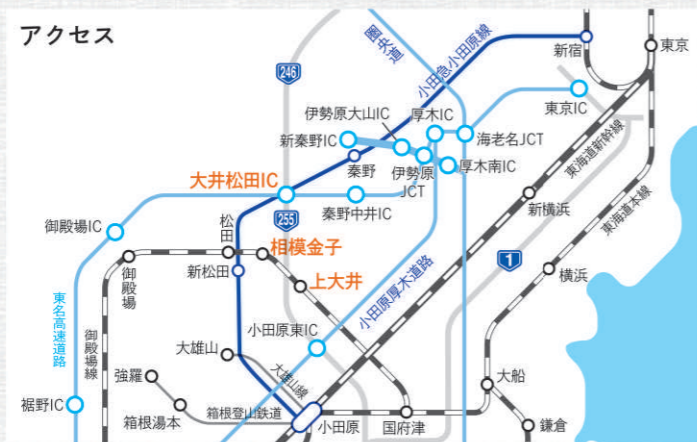 アクセス
246
圏央道
小田急小田原線
新宿
東京
伊勢原大山IC
厚木IC
東京IC
新秦野IC
海老名JCT
秦野
伊勢原
JCT
厚木南IC
東海道新幹線
大井松田IC
秦野中井IC
新横浜
東海道本線
御殿場IC
松田
255
相模金子
御殿場
新松田
上大井
小田原厚木道路
1
横浜
東名高速道路
御殿場線
小田原東IC
大雄山
大雄山線
強羅
大船
裾野IC
箱根湯本
箱根登山鉄道
小田原
国府津
鎌倉